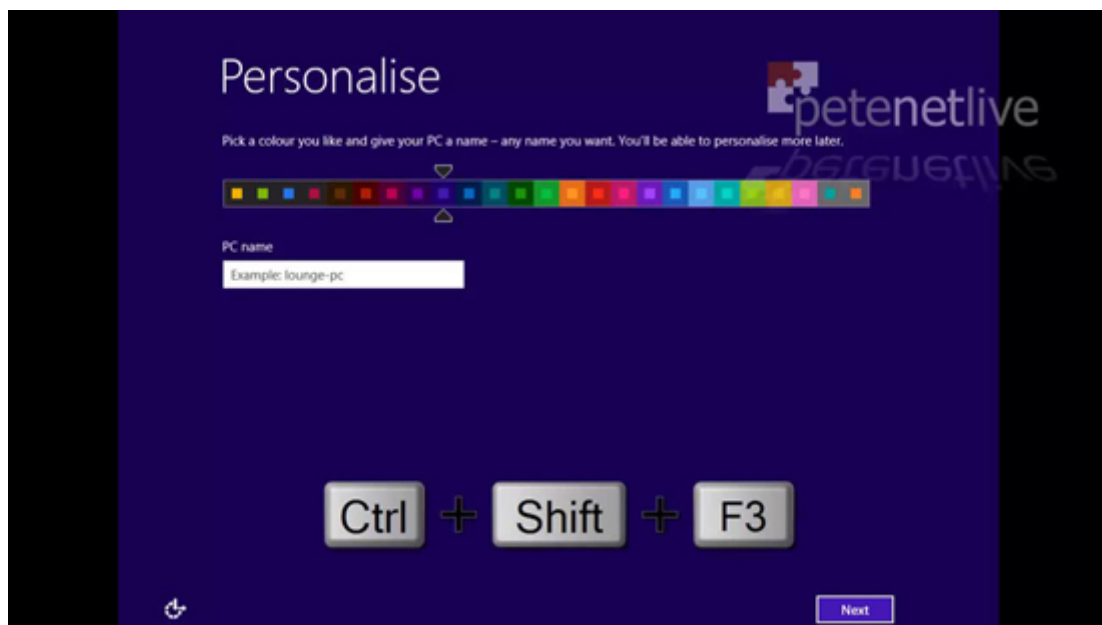 Personalise
petenetlive
Pick a colour you like and give your PC a name – any name you want. You'll be able to personalise more later.
petenetlive
PC name
Example: lounge-pc
Ctrl + Shift + F3
Next